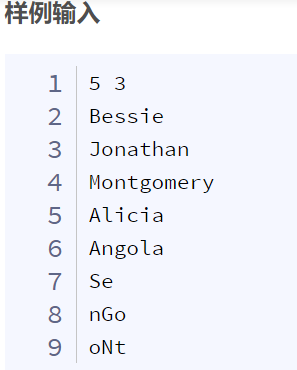 样例输入
1 5 3
2 Bessie
3 Jonathan
4 Montgomery
5 Alicia
6 Angola
7 Se
8 nGo
9 oNt